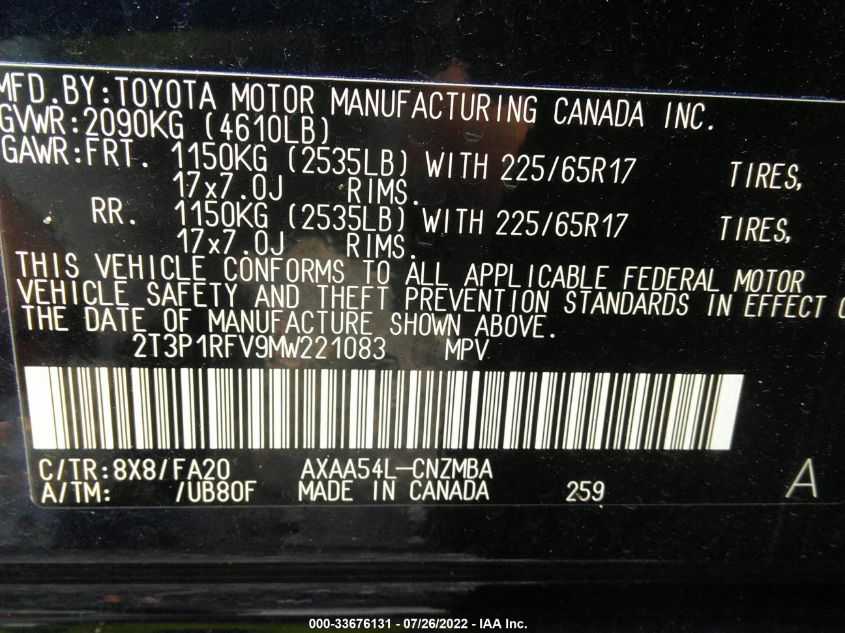 MFD.BY:TOYOTA MOTOR MANUFACTURING CANADA INC.
GVWR:2090KG (4610LB)
GAWR:FRT. 1150KG (2535LB) WITH 225/65R17 TIRES,
17x7.0J RIMS.
RR. 1150KG (2535LB) WITH 225/65R17 TIRES,
17x7.0J RIMS.
THIS VEHICLE CONFORMS TO ALL APPLICABLE FEDERAL MOTOR
VEHICLE SAFETY AND THEFT PREVENTION STANDARDS IN EFFECT
THE DATE OF MANUFACTURE SHOWN ABOVE.
2T3P1RFV9MW221083 MPV
C/TR:8X8/FA20 AXAA54L-CNZMBA
A/TM: /UB80F MADE IN CANADA 259 A
000-33676131 - 07/26/2022 - IAA Inc.